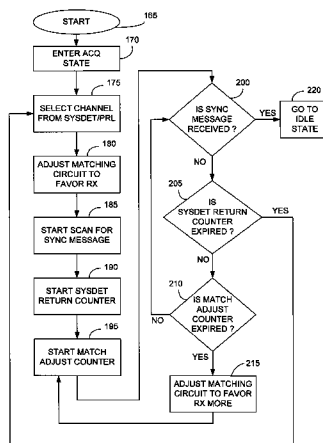 START
165
170
ENTER ACQ
STATE
175
SELECT CHANNEL
FROM SYSDET/PRL
180
ADJUST MATCHING
CIRCUIT TO
FAVOR RX
185
START SCAN FOR
SYNC MESSAGE
190
START SYSDET
RETURN COUNTER
195
START MATCH
ADJUST COUNTER
200
IS SYNC
MESSAGE
RECEIVED ?
YES
220
GO TO
IDLE
STATE
NO
205
IS
SYSDET RETURN
COUNTER
EXPIRED ?
YES
NO
210
IS MATCH
ADJUST
COUNTER
EXPIRED ?
NO
YES
215
ADJUST MATCHING
CIRCUIT TO FAVOR
RX MORE